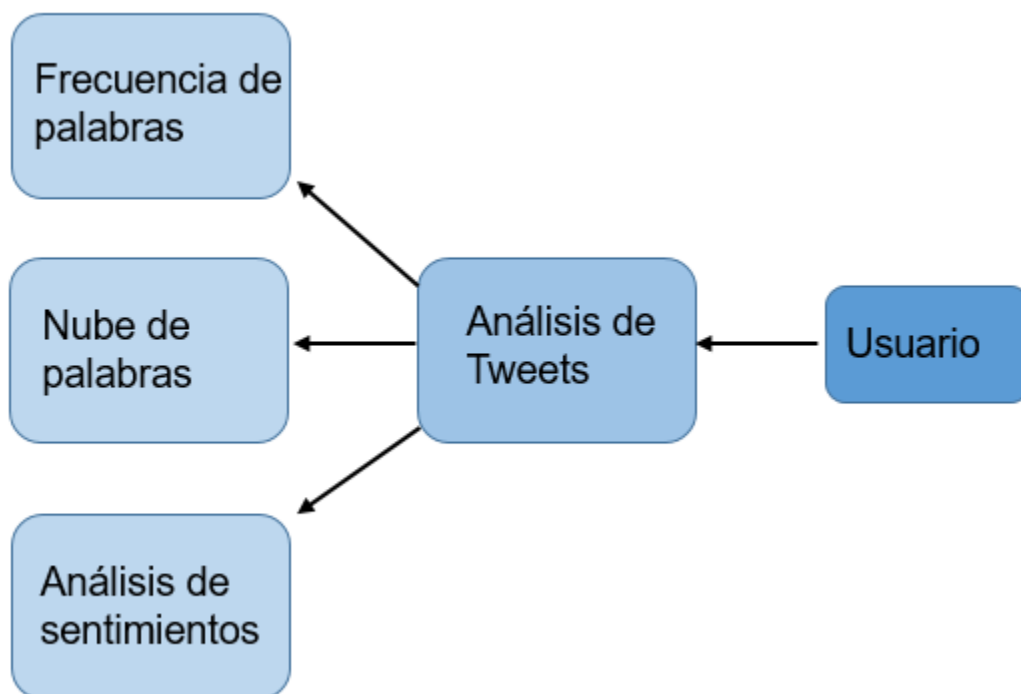 Frecuencia de
palabras
Nube de
palabras
Análisis de
sentimientos
Análisis de
Tweets
Usuario